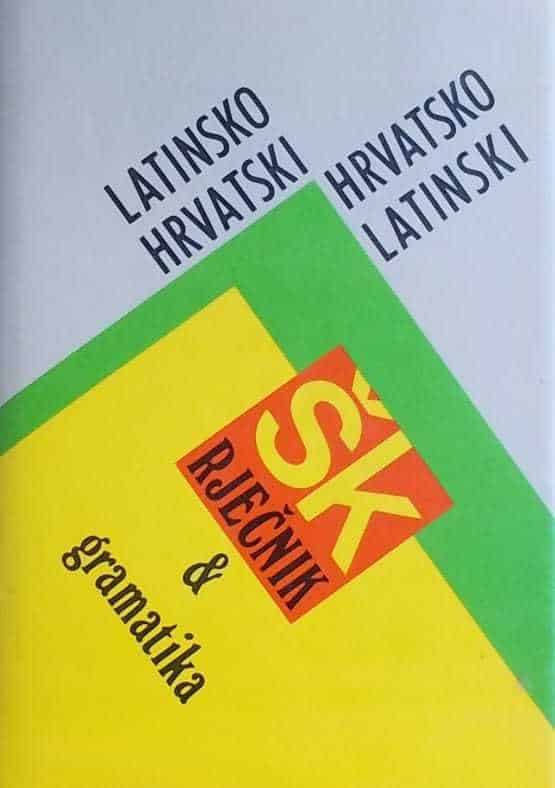 LATINSKO
HRVATSKI
HRVATSKO
LATINSKI
šk
RJEČNIK
&
gramatika